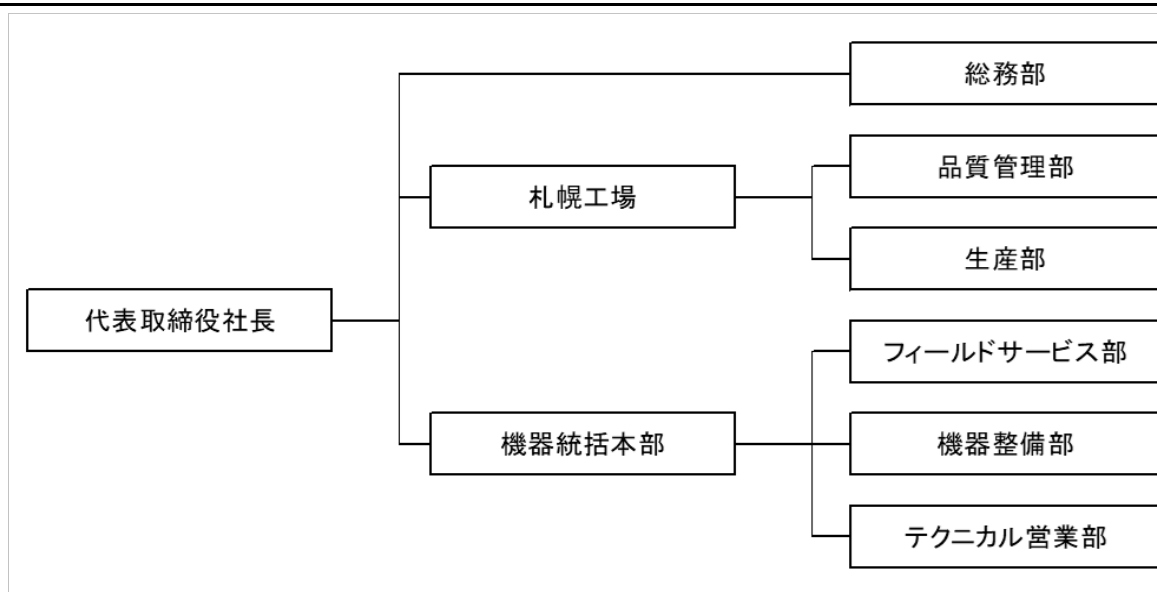 総務部
品質管理部
札幌工場
生産部
代表取締役社長
フィールドサービス部
機器統括本部
機器整備部
テクニカル営業部